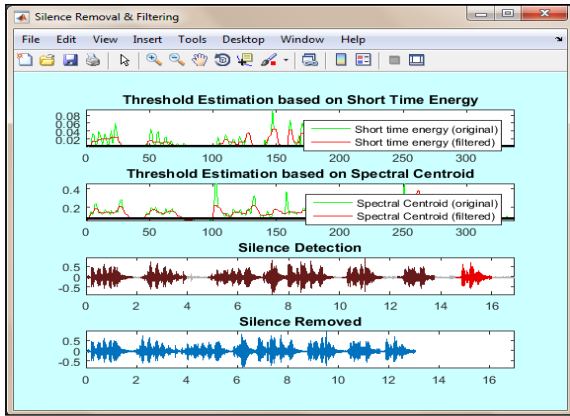 Silence Removal & Filtering
File Edit View Insert Tools Desktop Window Help
Threshold Estimation based on Short Time Energy
0.08
0.06
0.04
0.02
Short time energy (original)
Short time energy (filtered)
0 50 100 150 200 250 300
Threshold Estimation based on Spectral Centroid
0.4
0.2
Spectral Centroid (original)
Spectral Centroid (filtered)
0 50 100 150 200 250 300
Silence Detection
0.5
0
-0.5
0 2 4 6 8 10 12 14 16
Silence Removed
0.5
0
-0.5
0 2 4 6 8 10 12 14 16